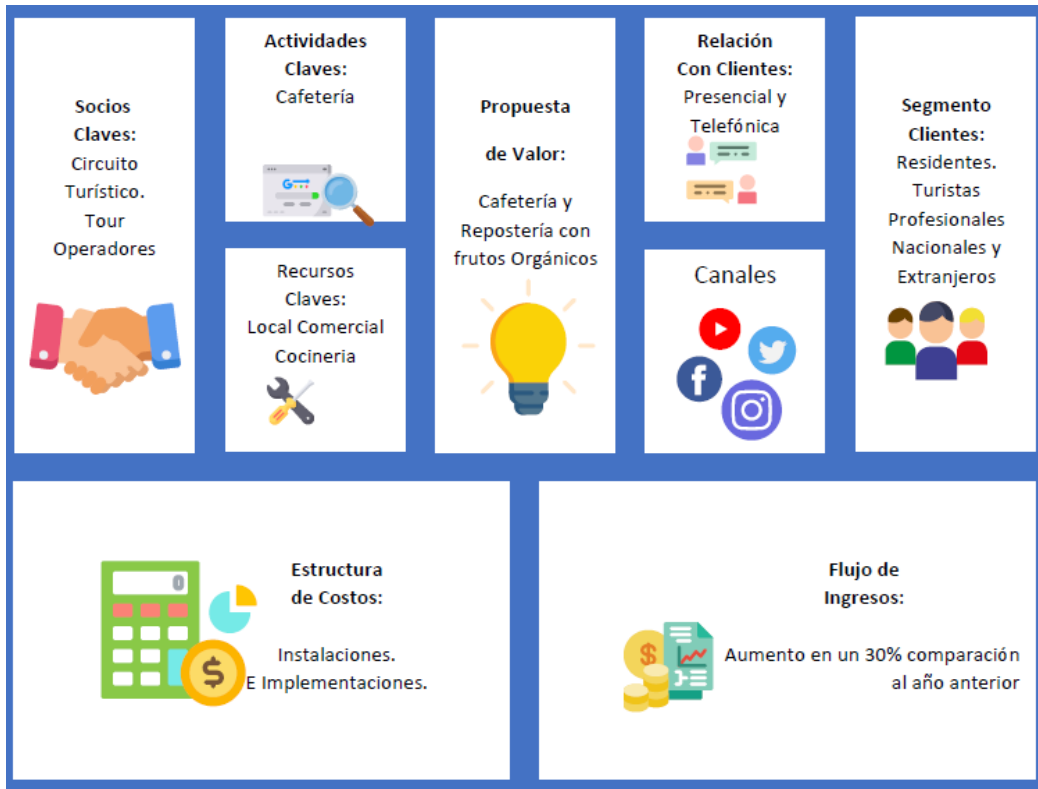 Socios
Claves:
Circuito
Turístico.
Tour
Operadores
Actividades
Claves:
Cafetería
Recursos
Claves:
Local Comercial
Cocineria
Propuesta
de Valor:
Cafetería y
Repostería con
frutos Orgánicos
Relación
Con Clientes:
Presencial y
Telefónica
Canales
Segmento
Clientes:
Residentes.
Turistas
Profesionales
Nacionales y
Extranjeros
Estructura
de Costos:
0
$
Instalaciones.
E Implementaciones.
Flujo de
Ingresos:
$
Aumento en un 30% comparación
al año anterior